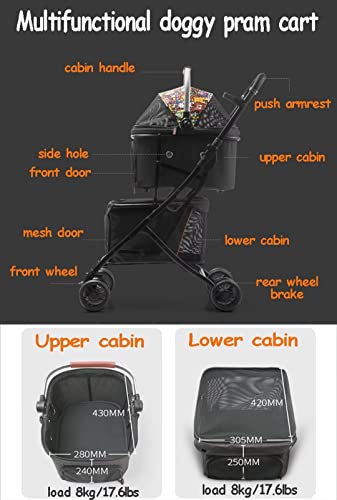 Multifunctional doggy pram cart
cabin handle
push armrest
side hole
upper cabin
front door
mesh door
lower cabin
front wheel
rear wheel
brake
Upper cabin
Lower cabin
430MM
280MM
240MM
load 8kg/17.6lbs
420MM
305MM
250MM
load 8kg/17.6lbs